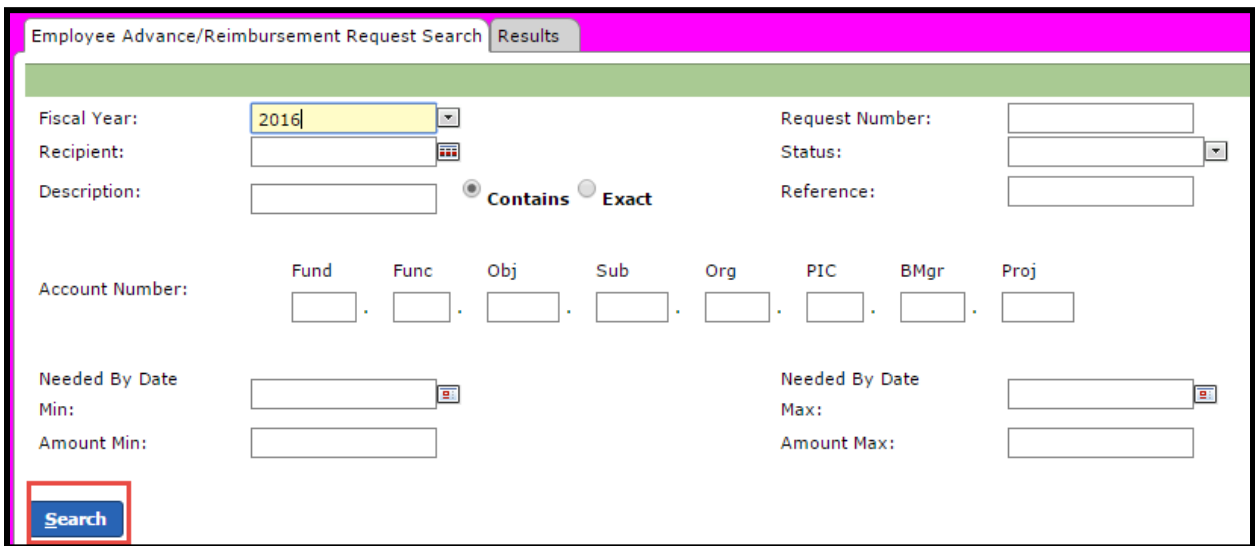 Employee Advance/Reimbursement Request Search Results
Fiscal Year: 2016 Request Number:
Recipient: Status:
Description: Contains Exact Reference:
Fund Func Obj Sub Org PIC BMgr Proj
Account Number: . . . . . . .
Needed By Date Needed By Date
Min: Max:
Amount Min: Amount Max:
Search